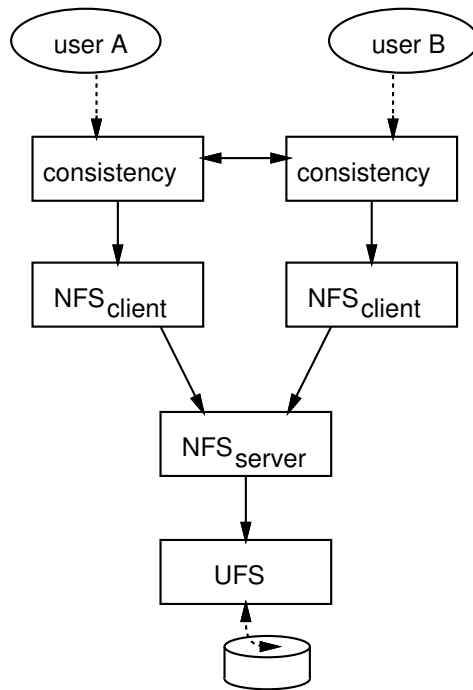 user A
user B
consistency
consistency
NFSclient
NFSclient
NFSserver
UFS